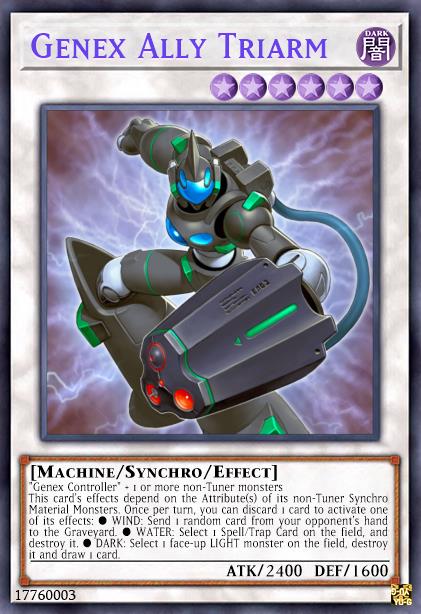 GENEX ALLY TRIARM
DARK
闇
EP02
[MACHINE/SYNCHRO/EFFECT]
"Genex Controller" + 1 or more non-Tuner monsters
This card's effects depend on the Attribute(s) of its non-Tuner Synchro
Material Monsters. Once per turn, you can discard 1 card to activate one
of its effects: ● WIND: Send 1 random card from your opponent's hand
to the Graveyard. ● WATER: Select 1 Spell/Trap Card on the field, and
destroy it. ● DARK: Select 1 face-up LIGHT monster on the field, destroy
it and draw 1 card.
ATK/2400 DEF/1600
17760003